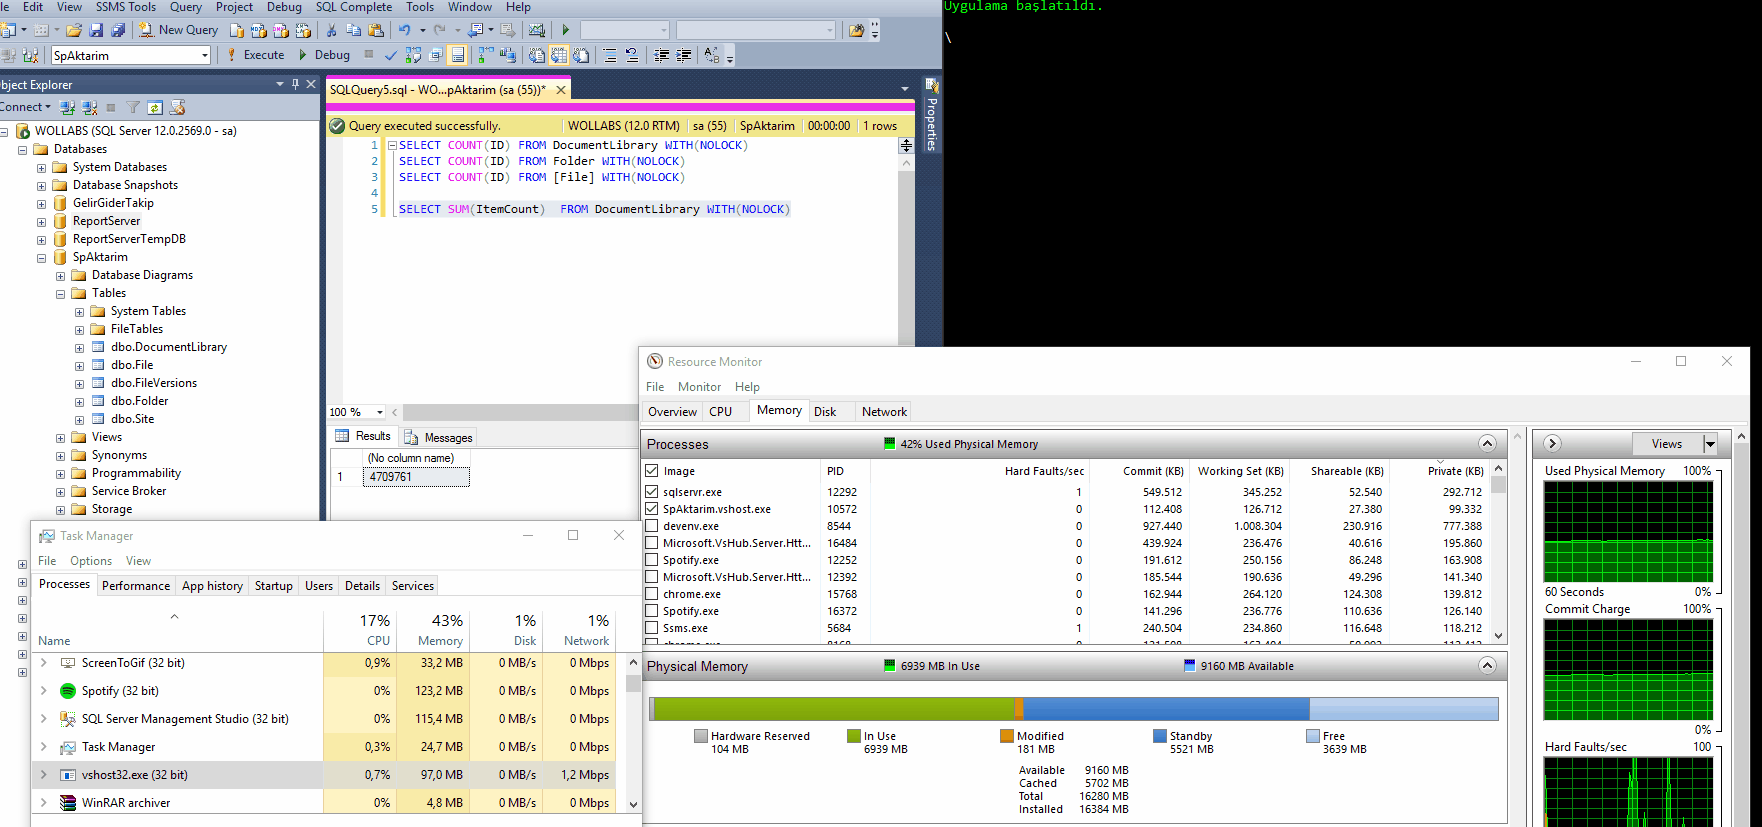 le Edit View SSMS Tools Query Project Debug SQL Complete Tools Window Help
New Query
SpAktarim Execute Debug
bject Explorer
Connect
WOLLABS (SQL Server 12.0.2569.0 - sa)
Databases
System Databases
Database Snapshots
GelirGiderTakip
ReportServer
ReportServerTempDB
SpAktarim
Database Diagrams
Tables
System Tables
FileTables
dbo.DocumentLibrary
dbo.File
dbo.FileVersions
dbo.Folder
dbo.Site
Views
Synonyms
Programmability
Service Broker
Storage
SQLQuery5.sql - WO...pAktarim (sa (55))*
Query executed successfully. WOLLABS (12.0 RTM) sa (55) SpAktarim 00:00:00 1 rows
1 SELECT COUNT(ID) FROM DocumentLibrary WITH(NOLOCK)
2 SELECT COUNT(ID) FROM Folder WITH(NOLOCK)
3 SELECT COUNT(ID) FROM [File] WITH(NOLOCK)
4
5 SELECT SUM(ItemCount) FROM DocumentLibrary WITH(NOLOCK)
100 %
Results Messages
(No column name)
1 4709761
Properties
Uygulama başlatıldı.
\
Task Manager
File Options View
Processes Performance App history Startup Users Details Services
17% 43% 1% 1%
Name CPU Memory Disk Network
ScreenToGif (32 bit) 0,9% 33,2 MB 0 MB/s 0 Mbps
Spotify (32 bit) 0% 123,2 MB 0 MB/s 0 Mbps
SQL Server Management Studio (32 bit) 0% 115,4 MB 0 MB/s 0 Mbps
Task Manager 0,3% 24,7 MB 0 MB/s 0 Mbps
vshost32.exe (32 bit) 0,7% 97,0 MB 0 MB/s 1,2 Mbps
WinRAR archiver 0% 4,8 MB 0 MB/s 0 Mbps
Resource Monitor
File Monitor Help
Overview CPU Memory Disk Network
Processes 42% Used Physical Memory
Image PID Hard Faults/sec Commit (KB) Working Set (KB) Shareable (KB) Private (KB)
sqlservr.exe 12292 1 549.512 345.252 52.540 292.712
SpAktarim.vshost.exe 10572 0 112.408 126.712 27.380 99.332
devenv.exe 8544 0 927.440 1.008.304 230.916 777.388
Microsoft.VsHub.Server.Htt... 16484 0 439.924 236.476 40.616 195.860
Spotify.exe 12252 0 191.612 250.156 86.248 163.908
Microsoft.VsHub.Server.Htt... 12392 0 185.544 190.636 49.296 141.340
chrome.exe 15768 0 162.944 264.120 124.308 139.812
Spotify.exe 16372 0 141.296 236.776 110.636 126.140
Ssms.exe 5684 1 240.504 234.860 116.648 118.212
Physical Memory 6939 MB In Use 9160 MB Available
Hardware Reserved In Use Modified Standby Free
104 MB 6939 MB 181 MB 5521 MB 3639 MB
Available 9160 MB
Cached 5702 MB
Total 16280 MB
Installed 16384 MB
Views
Used Physical Memory 100%
60 Seconds 0%
Commit Charge 100%
0%
Hard Faults/sec 100